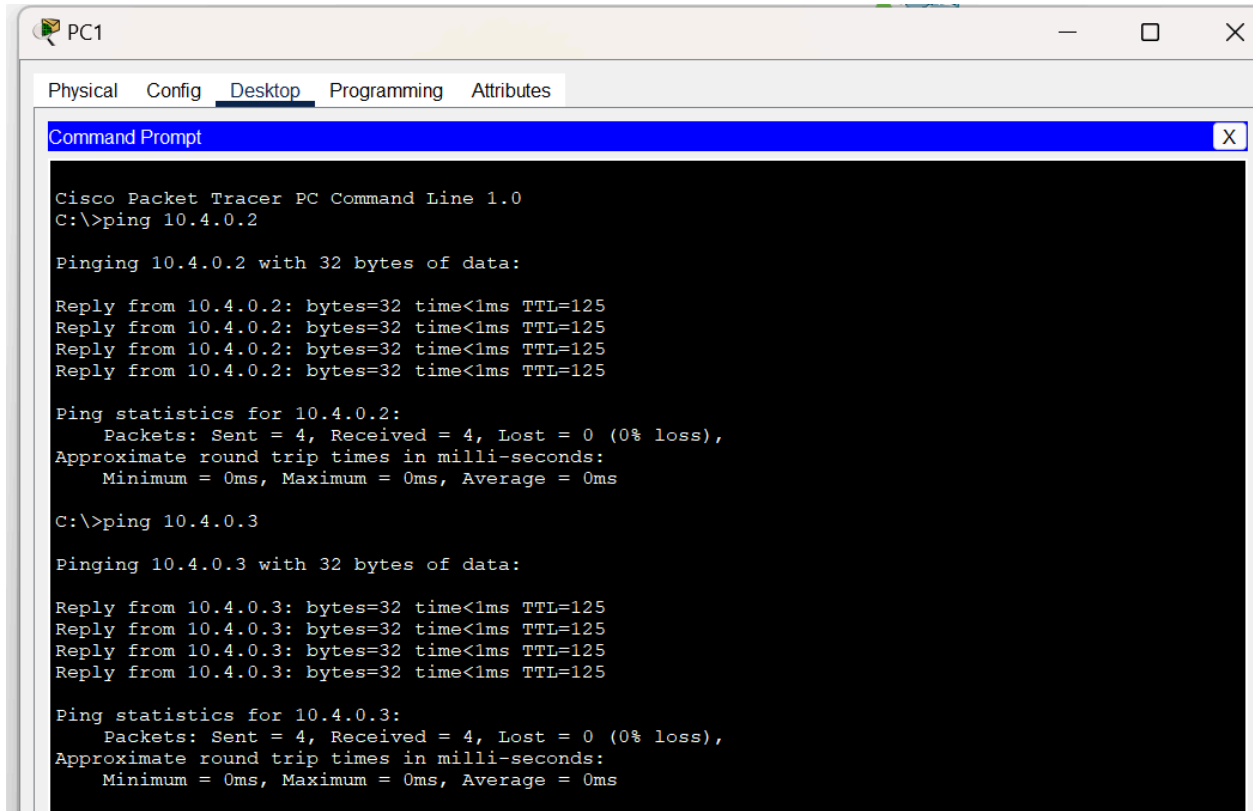 PC1
Physical Config Desktop Programming Attributes
Command Prompt X
Cisco Packet Tracer PC Command Line 1.0
C:\>ping 10.4.0.2
Pinging 10.4.0.2 with 32 bytes of data:
Reply from 10.4.0.2: bytes=32 time<1ms TTL=125
Reply from 10.4.0.2: bytes=32 time<1ms TTL=125
Reply from 10.4.0.2: bytes=32 time<1ms TTL=125
Reply from 10.4.0.2: bytes=32 time<1ms TTL=125
Ping statistics for 10.4.0.2:
    Packets: Sent = 4, Received = 4, Lost = 0 (0% loss),
Approximate round trip times in milli-seconds:
    Minimum = 0ms, Maximum = 0ms, Average = 0ms
C:\>ping 10.4.0.3
Pinging 10.4.0.3 with 32 bytes of data:
Reply from 10.4.0.3: bytes=32 time<1ms TTL=125
Reply from 10.4.0.3: bytes=32 time<1ms TTL=125
Reply from 10.4.0.3: bytes=32 time<1ms TTL=125
Reply from 10.4.0.3: bytes=32 time<1ms TTL=125
Ping statistics for 10.4.0.3:
    Packets: Sent = 4, Received = 4, Lost = 0 (0% loss),
Approximate round trip times in milli-seconds:
    Minimum = 0ms, Maximum = 0ms, Average = 0ms